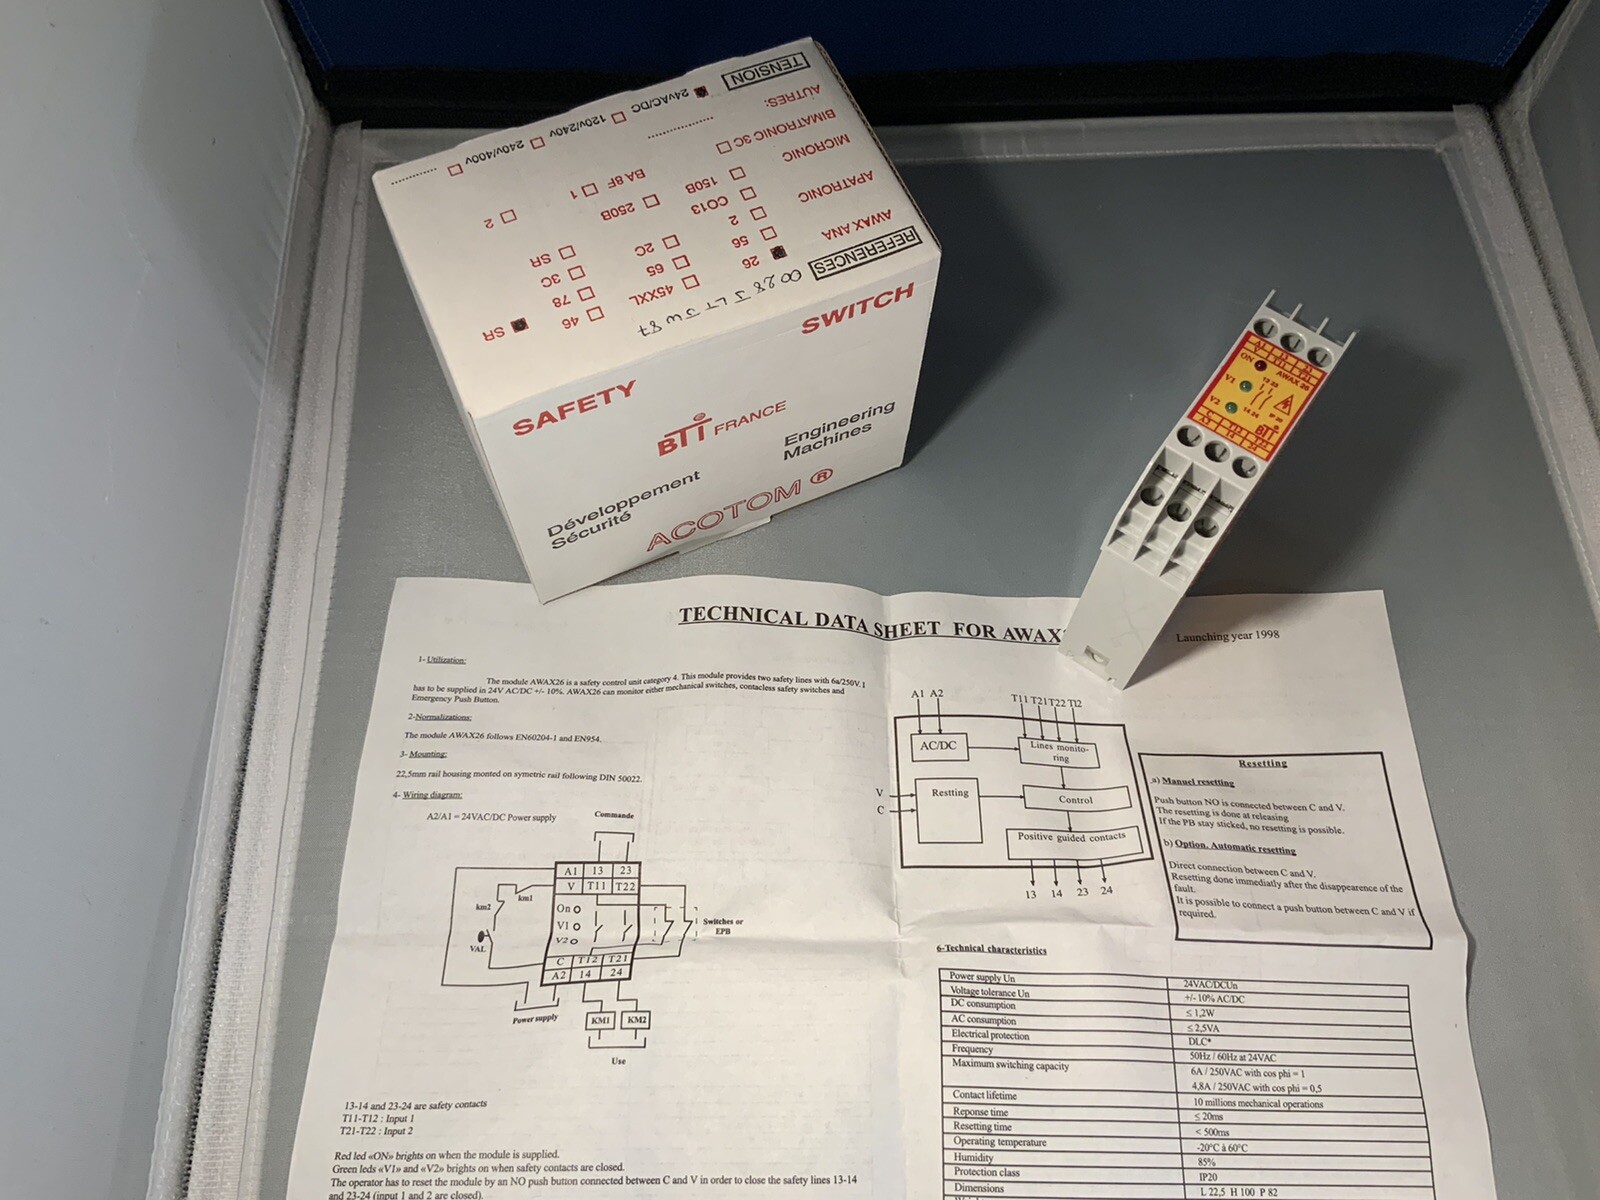 TENSION
24vAC/DC
120v/240v
240v/400v
..............
AUTRES:
BIMATRONIC 3C
MICRONIC
150B
250B
BA 8F
1
2
APATRONIC
CO13
2
2C
3C
SR
AWAX ANA
26
56
65
78
SR
45XXL
46
REFERENCES
SAFETY
SWITCH
BTI FRANCE
Développement
Sécurité
Engineering
Machines
ACOTOM ®
ON
V1
V2
AWAX 26
13 23
14 24
BTI
TECHNICAL DATA SHEET FOR AWAX
Launching year 1998
1- Utilization:
The module AWAX26 is a safety control unit category 4. This module provides two safety lines with 6a/250V. I
has to be supplied in 24V AC/DC +/- 10%. AWAX26 can monitor either mechanical switches, contacless safety switches and
Emergency Push Button.
2-Normalizations:
The module AWAX26 follows EN60204-1 and EN954.
3- Mounting:
22,5mm rail housing monted on symetric rail following DIN 50022.
4- Wiring diagram:
A2/A1 = 24VAC/DC Power supply
Commande
A1 13 23
V T11 T22
On
V1
V2
C T12 T21
A2 14 24
km2
km1
VAL
Switches or
EPB
Power supply
KM1 KM2
Use
13-14 and 23-24 are safety contacts
T11-T12 : Input 1
T21-T22 : Input 2
Red led «ON» brights on when the module is supplied.
Green leds «V1» and «V2» brights on when safety contacts are closed.
The operator has to reset the module by an NO push button connected between C and V in order to close the safety lines 13-14
and 23-24 (input 1 and 2 are closed).
A1 A2
T11 T21 T22 T12
AC/DC
Lines monito-
ring
V
C
Restting
Control
Positive guided contacts
13 14 23 24
Resetting
a) Manuel resetting
Push button NO is connected between C and V.
The resetting is done at releasing
If the PB stay sticked, no resetting is possible.
b) Option. Automatic resetting
Direct connection between C and V.
Resetting done immediatly after the disappearence of the
fault.
It is possible to connect a push button between C and V if
required.
6-Technical characteristics
Power supply Un 24VAC/DCUn
Voltage tolerance Un +/- 10% AC/DC
DC consumption ≤ 1,2W
AC consumption ≤ 2,5VA
Electrical protection DLC*
Frequency 50Hz / 60Hz at 24VAC
Maximum switching capacity 6A / 250VAC with cos phi = 1
4,8A / 250VAC with cos phi = 0,5
Contact lifetime 10 millions mechanical operations
Reponse time ≤ 20ms
Resetting time < 500ms
Operating temperature -20°C à 60°C
Humidity 85%
Protection class IP20
Dimensions L 22,5 H 100 P 82